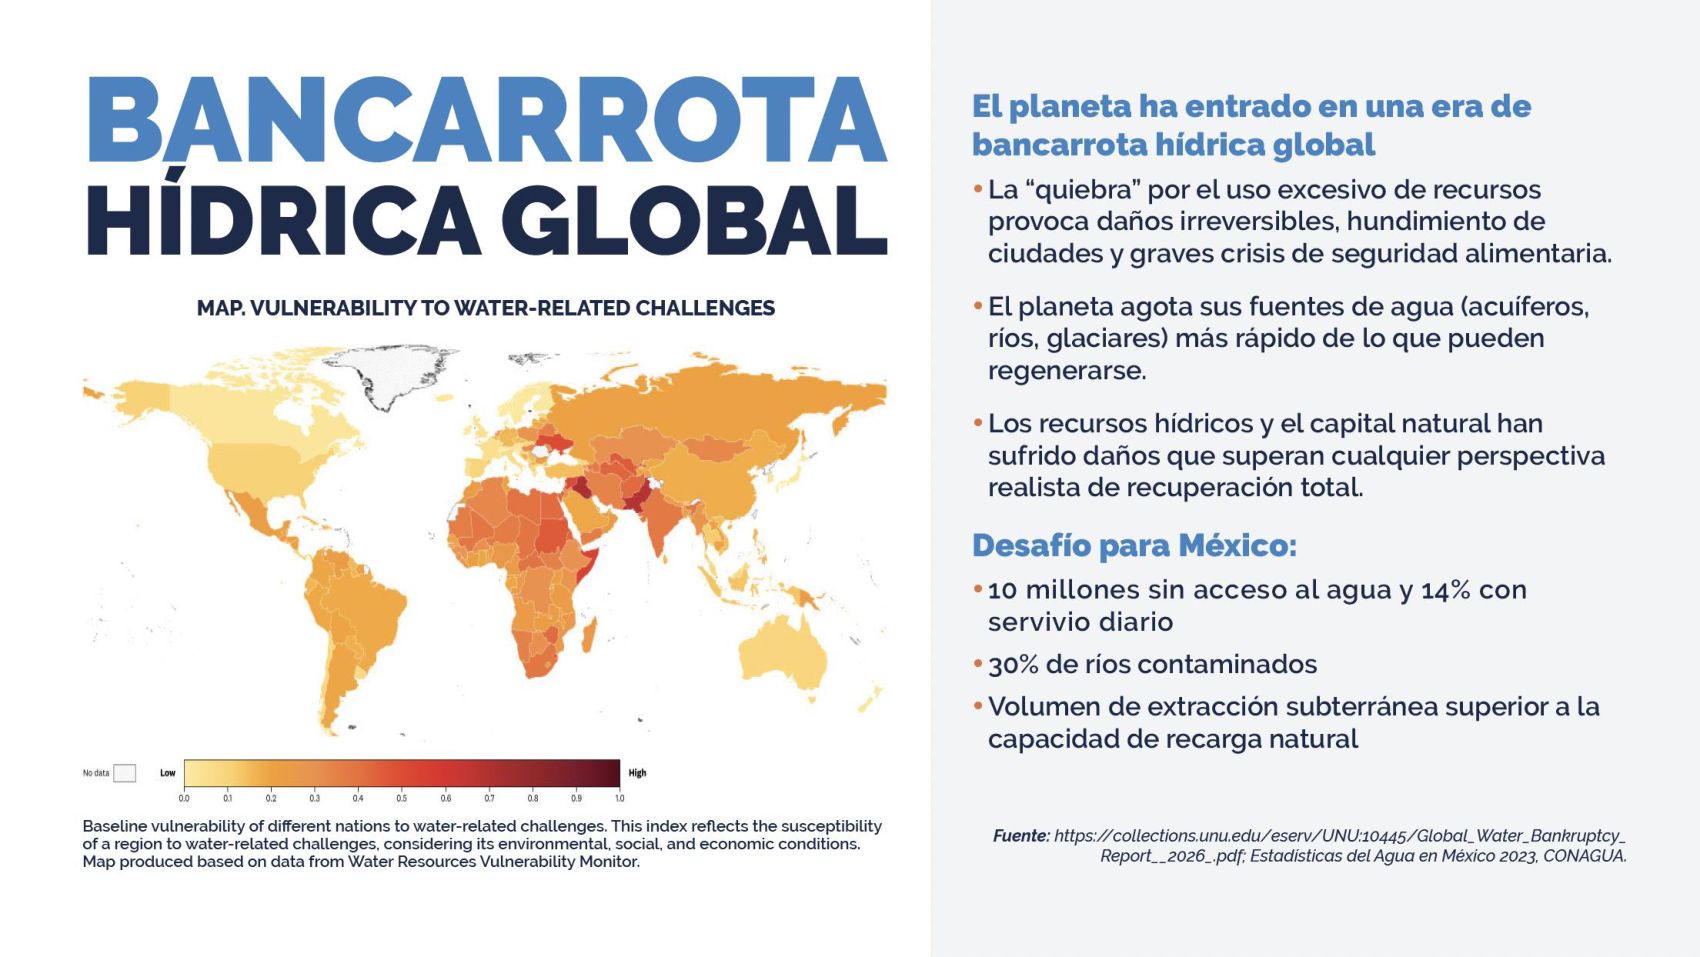 BANCARROTA
HÍDRICA GLOBAL
MAP. VULNERABILITY TO WATER-RELATED CHALLENGES
No data
Low
High
0.0 0.1 0.2 0.3 0.4 0.5 0.6 0.7 0.8 0.9 1.0
Baseline vulnerability of different nations to water-related challenges. This index reflects the susceptibility
of a region to water-related challenges, considering its environmental, social, and economic conditions.
Map produced based on data from Water Resources Vulnerability Monitor.
El planeta ha entrado en una era de
bancarrota hídrica global
• La “quiebra” por el uso excesivo de recursos
provoca daños irreversibles, hundimiento de
ciudades y graves crisis de seguridad alimentaria.
• El planeta agota sus fuentes de agua (acuíferos,
ríos, glaciares) más rápido de lo que pueden
regenerarse.
• Los recursos hídricos y el capital natural han
sufrido daños que superan cualquier perspectiva
realista de recuperación total.
Desafío para México:
• 10 millones sin acceso al agua y 14% con
servivio diario
• 30% de ríos contaminados
• Volumen de extracción subterránea superior a la
capacidad de recarga natural
Fuente: https://collections.unu.edu/eserv/UNU:10445/Global_Water_Bankruptcy_
Report__2026_.pdf; Estadísticas del Agua en México 2023, CONAGUA.